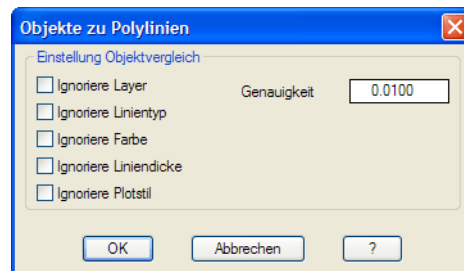 Objekte zu Polylinien
Einstellung Objektvergleich
Ignoriere Layer
Genauigkeit 0.0100
Ignoriere Linientyp
Ignoriere Farbe
Ignoriere Liniendicke
Ignoriere Plotstil
OK Abbrechen ?